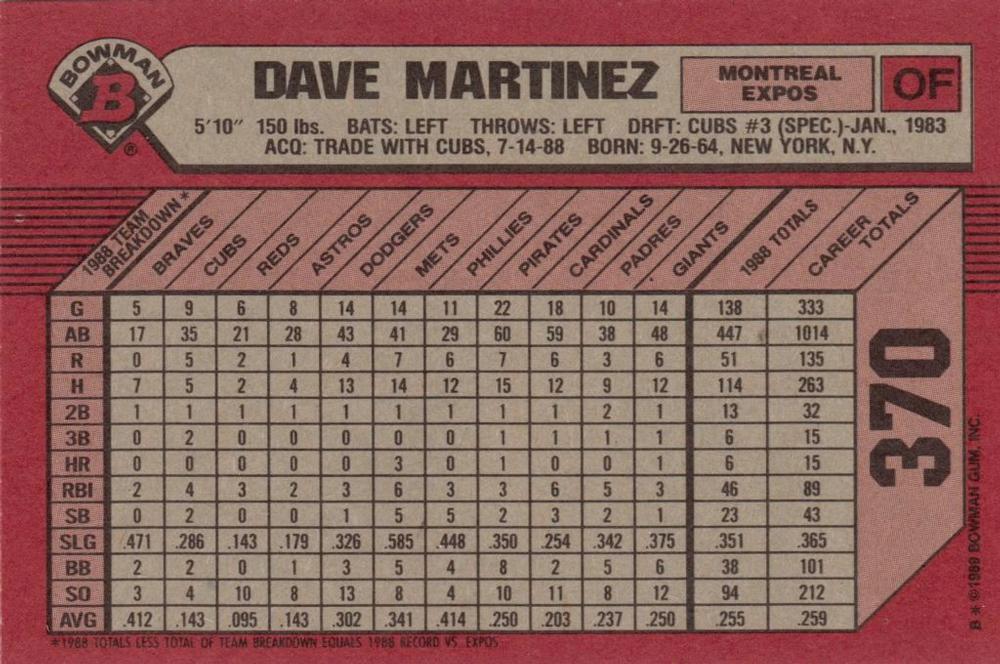 BOWMAN
B
®
DAVE MARTINEZ
MONTREAL
EXPOS
OF
5'10" 150 lbs. BATS: LEFT THROWS: LEFT DRFT: CUBS #3 (SPEC.)-JAN., 1983
ACQ: TRADE WITH CUBS, 7-14-88 BORN: 9-26-64, NEW YORK, N.Y.
1988 TEAM BREAKDOWN* BRAVES CUBS REDS ASTROS DODGERS METS PHILLIES PIRATES CARDINALS PADRES GIANTS 1988 TOTALS CAREER TOTALS
G 5 9 6 8 14 14 11 22 18 10 14 138 333
AB 17 35 21 28 43 41 29 60 59 38 48 447 1014
R 0 5 2 1 4 7 6 7 6 3 6 51 135
H 7 5 2 4 13 14 12 15 12 9 12 114 263
2B 1 1 1 1 1 1 1 1 1 2 1 13 32
3B 0 2 0 0 0 0 0 1 1 1 1 6 15
HR 0 0 0 0 0 3 0 1 0 0 1 6 15
RBI 2 4 3 2 3 6 3 3 6 5 3 46 89
SB 0 2 0 0 1 5 5 2 3 2 1 23 43
SLG .471 .286 .143 .179 .326 .585 .448 .350 .254 .342 .375 .351 .365
BB 2 2 0 1 3 5 4 8 2 5 6 38 101
SO 3 4 10 8 13 8 4 10 11 8 12 94 212
AVG .412 .143 .095 .143 .302 .341 .414 .250 .203 .237 .250 .255 .259
*1988 TOTALS LESS TOTAL OF TEAM BREAKDOWN EQUALS 1988 RECORD VS. EXPOS
370
B * ©1989 BOWMAN GUM, INC.